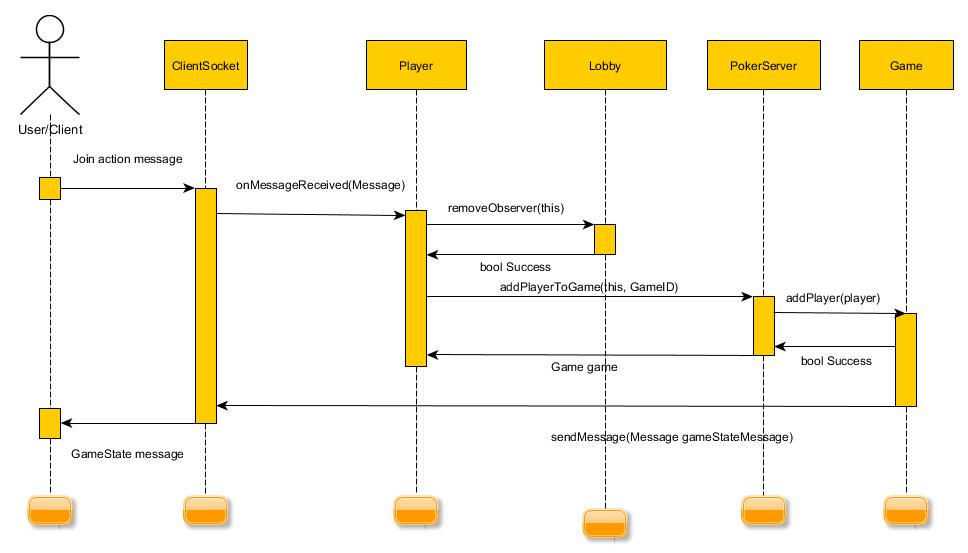 ClientSocket
Player
Lobby
PokerServer
Game
User/Client
Join action message
onMessageReceived(Message)
removeObserver(this)
bool Success
addPlayerToGame(this, GameID)
addPlayer(player)
bool Success
Game game
sendMessage(Message gameStateMessage)
GameState message